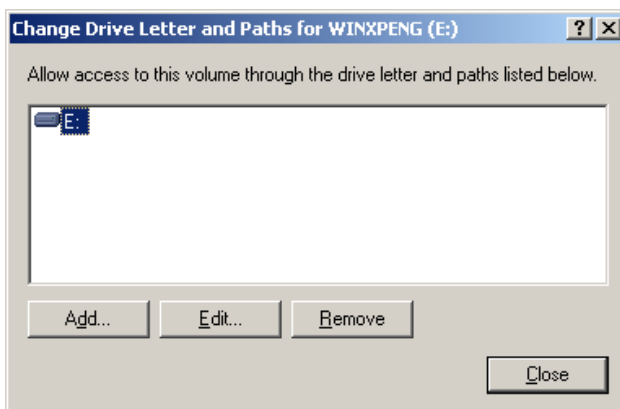 Change Drive Letter and Paths for WINXPENG (E:)
Allow access to this volume through the drive letter and paths listed below.
E:
Add... Edit... Remove
Close